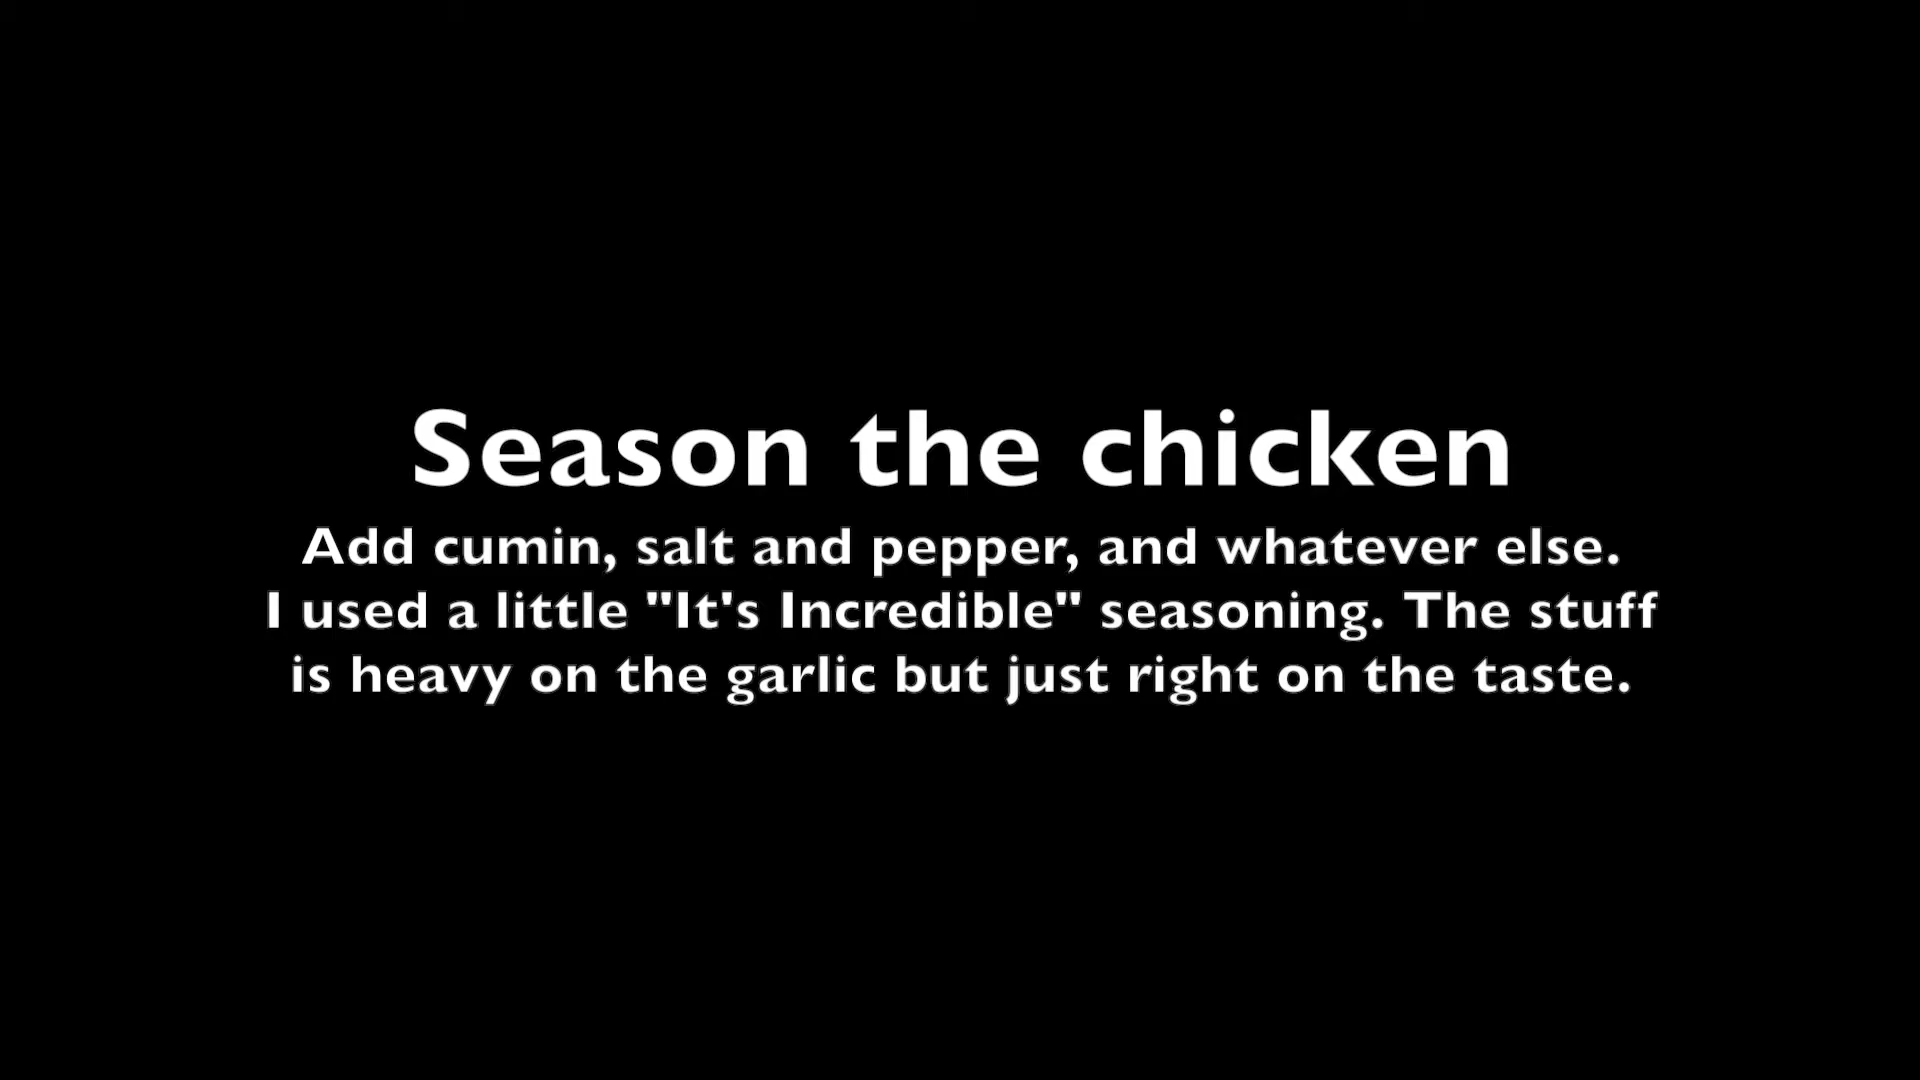 Season the chicken
Add cumin, salt and pepper, and whatever else.
I used a little "It's Incredible" seasoning. The stuff
is heavy on the garlic but just right on the taste.